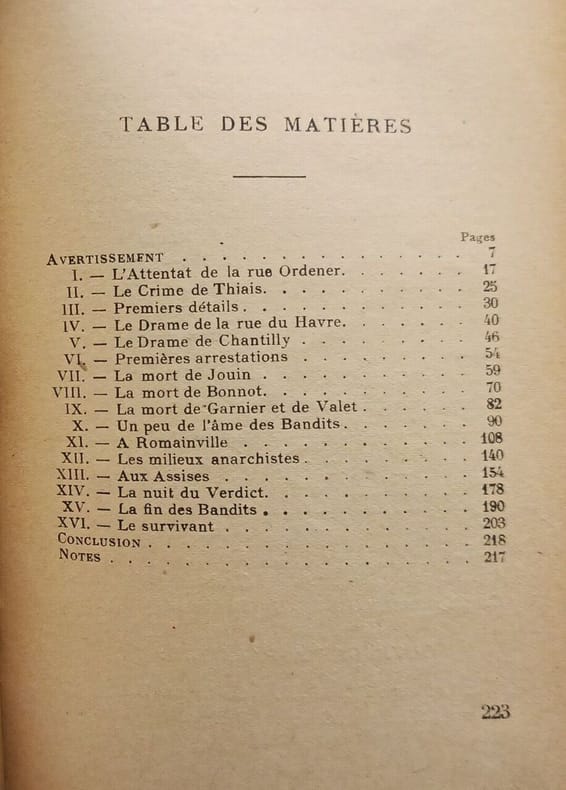 TABLE DES MATIÈRES
Pages
AVERTISSEMENT . . . . . . . . . . . . . . . 7
I. — L'Attentat de la rue Ordener. . . . . . . 17
II. — Le Crime de Thiais. . . . . . . . . . . 25
III. — Premiers détails . . . . . . . . . . . . 30
IV. — Le Drame de la rue du Havre. . . . . . . 40
V. — Le Drame de Chantilly . . . . . . . . . 46
VI. — Premières arrestations . . . . . . . . . 54
VII. — La mort de Jouin . . . . . . . . . . . 59
VIII. — La mort de Bonnot. . . . . . . . . . . 70
IX. — La mort de Garnier et de Valet . . . . . . 82
X. — Un peu de l'âme des Bandits. . . . . . . 90
XI. — A Romainville . . . . . . . . . . . . 108
XII. — Les milieux anarchistes . . . . . . . . . 140
XIII. — Aux Assises . . . . . . . . . . . . . 154
XIV. — La nuit du Verdict. . . . . . . . . . . 178
XV. — La fin des Bandits . . . . . . . . . . . 190
XVI. — Le survivant . . . . . . . . . . . . . 203
CONCLUSION . . . . . . . . . . . . . . . . . 218
NOTES . . . . . . . . . . . . . . . . . . . 217
223